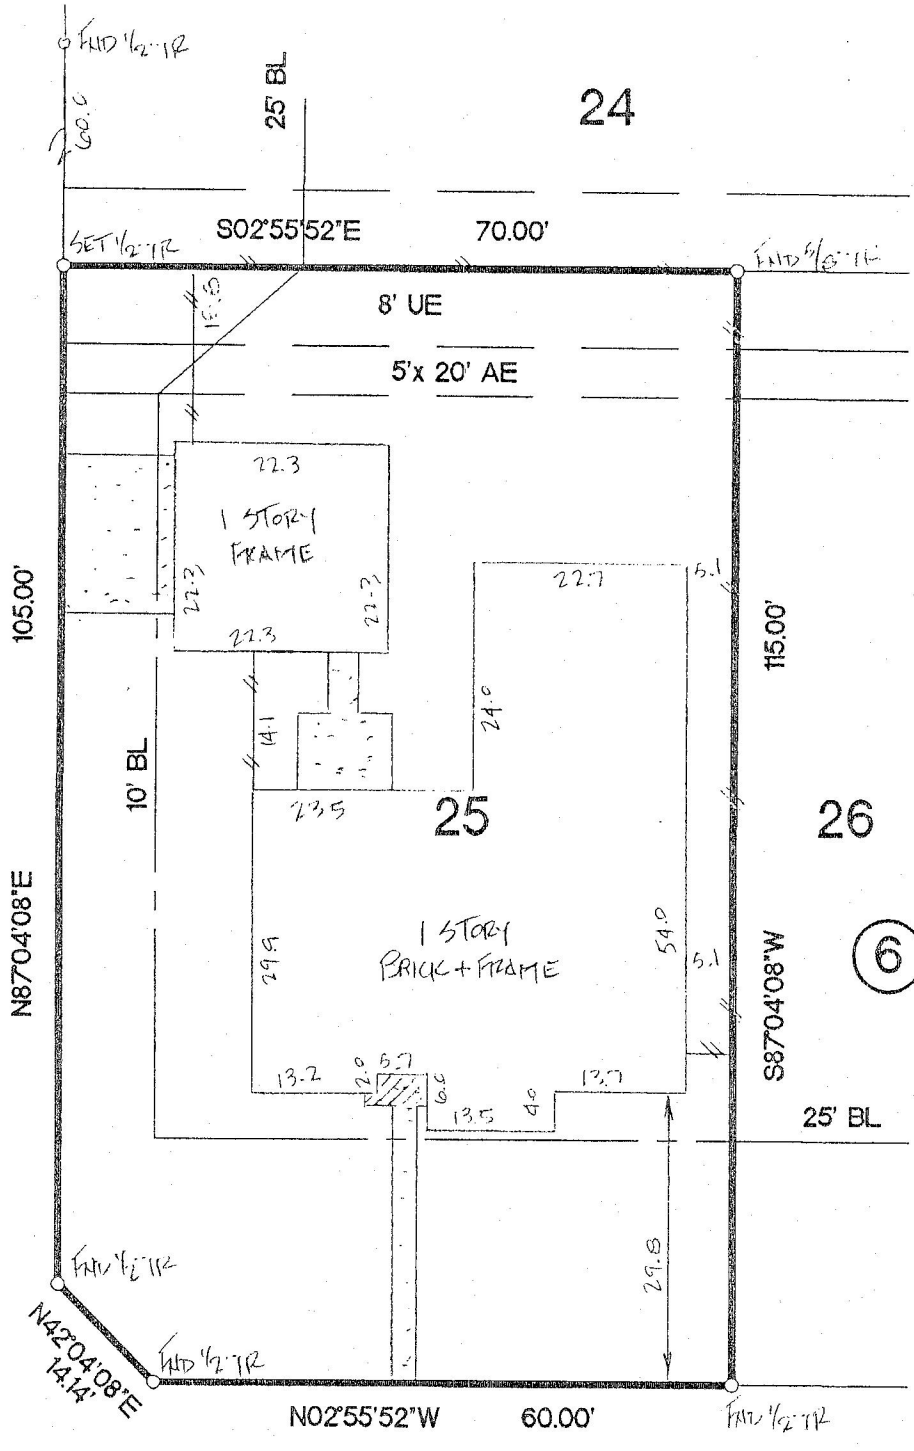 FND 1/2" IR
60.0
25' BL
24
SET 1/2" IR
S02°55'52"E
70.00'
FND 5/8" IR
8' UE
5'x 20' AE
22.3
1 STORY
FRAME
22.3
22.3
22.3
22.7
5.1
105.00'
115.00'
24.0
14.1
10' BL
23.5
25
26
N87°04'08"E
29.9
1 STORY
BRICK + FRAME
54.0
5.1
S87°04'08"W
6
13.2
2.0
5.7
6.0
13.5
4.0
13.7
25' BL
29.8
FND 1/2" IR
N42°04'08"E
14.14'
FND 1/2" IR
N02°55'52"W
60.00'
FND 1/2" IR